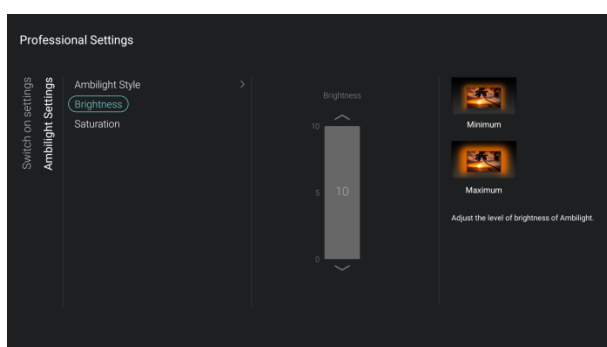 Professional Settings
Switch on settings
Ambilight Settings
Ambilight Style
Brightness
Saturation
Brightness
10
5
10
0
Minimum
Maximum
Adjust the level of brightness of Ambilight.